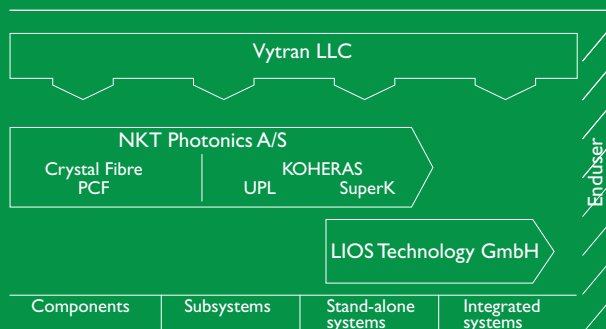 Vytran LLC
NKT Photonics A/S
Crystal Fibre
PCF
KOHERAS
UPL SuperK
LIOS Technology GmbH
Enduser
Components
Subsystems
Stand-alone
systems
Integrated
systems